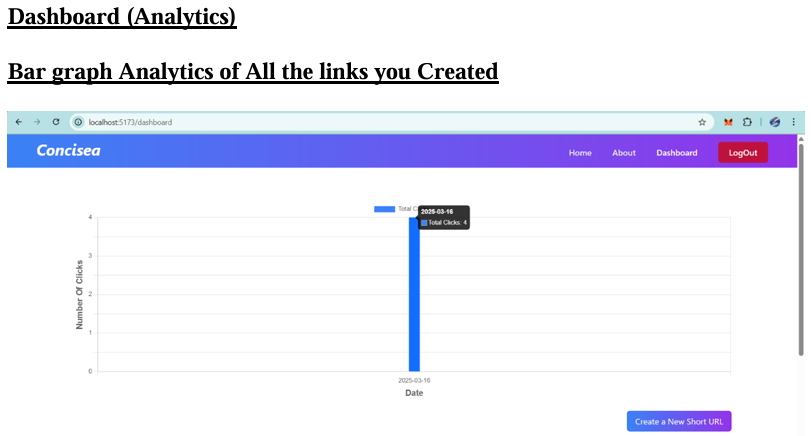 Dashboard (Analytics)
Bar graph Analytics of All the links you Created
localhost:5173/dashboard
Concisea
Home About Dashboard LogOut
Total C
2025-03-16
Total Clicks: 4
4
3
2
1
0
Number Of Clicks
2025-03-16
Date
Create a New Short URL